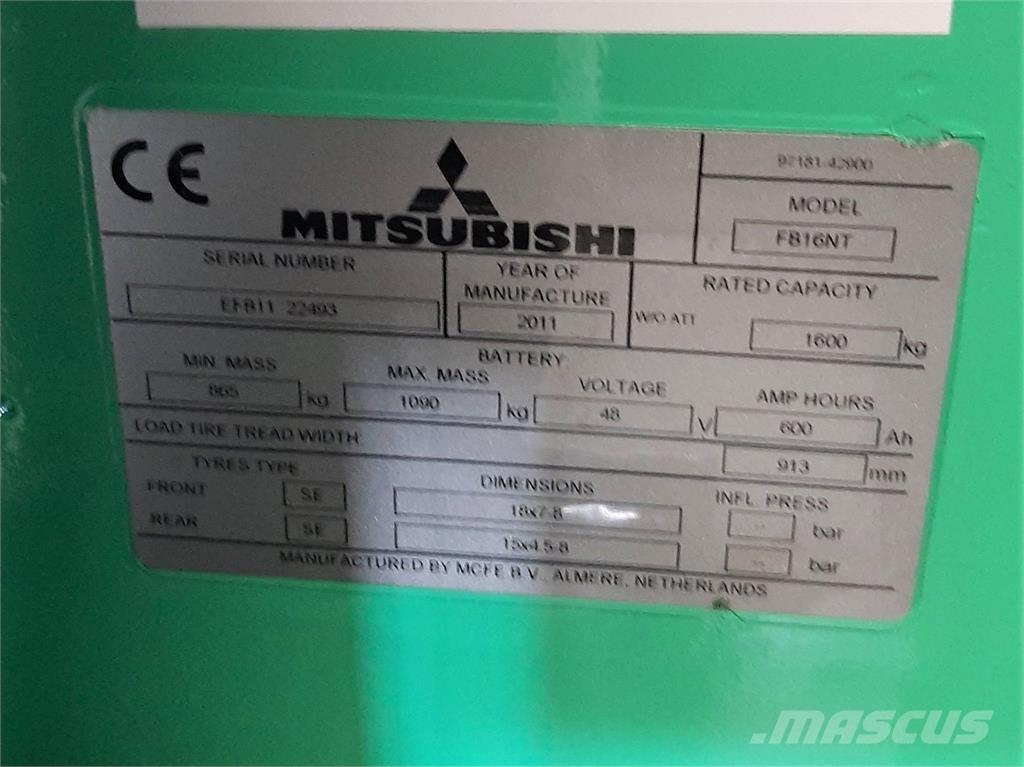 CE
MITSUBISHI
97181-42900
MODEL
FB16NT
SERIAL NUMBER
EFB11 22493
YEAR OF
MANUFACTURE
2011
RATED CAPACITY
W/O ATT
1600 kg
BATTERY
MIN. MASS
865 kg
MAX. MASS
1090 kg
VOLTAGE
48 V
AMP HOURS
600 Ah
LOAD TIRE TREAD WIDTH
913 mm
TYRES TYPE
DIMENSIONS
INFL. PRESS
FRONT SE 18x7-8 -- bar
REAR SE 15x4.5-8 -- bar
MANUFACTURED BY MCFE B.V., ALMERE, NETHERLANDS
MASCUS